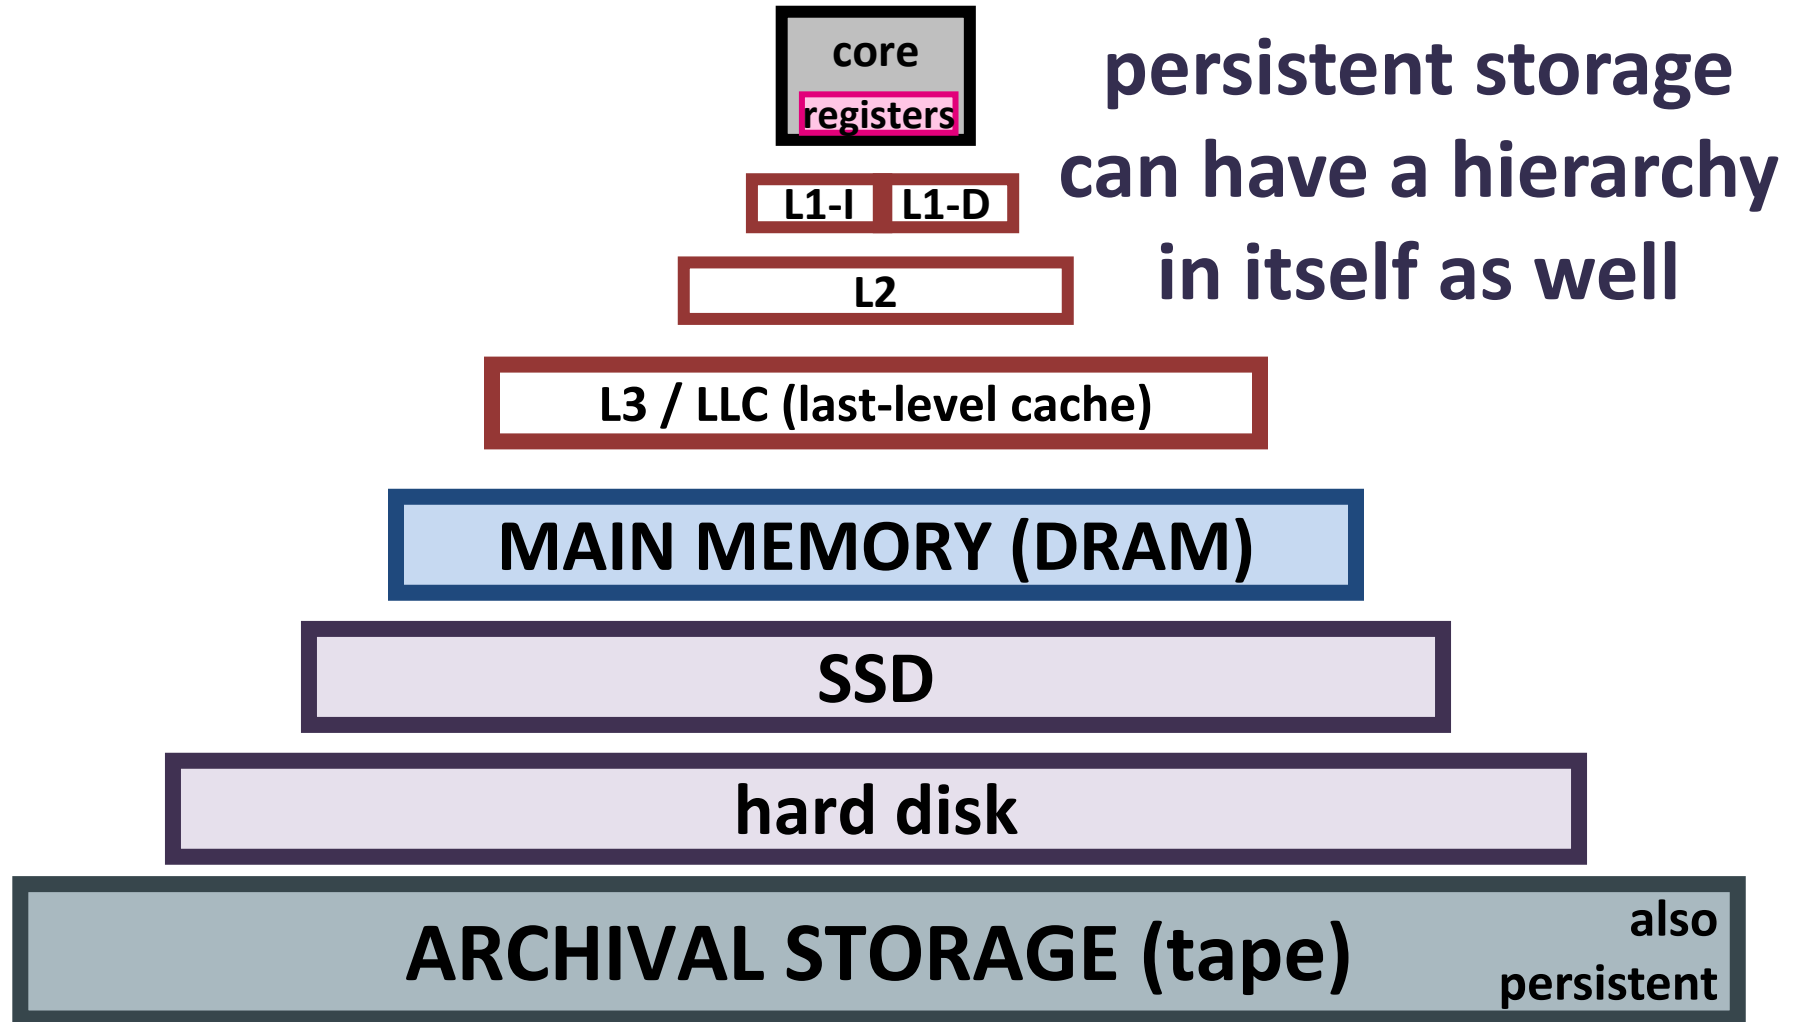 core
registers
persistent storage
can have a hierarchy
in itself as well
L1-I
L1-D
L2
L3 / LLC (last-level cache)
MAIN MEMORY (DRAM)
SSD
hard disk
ARCHIVAL STORAGE (tape)
also
persistent